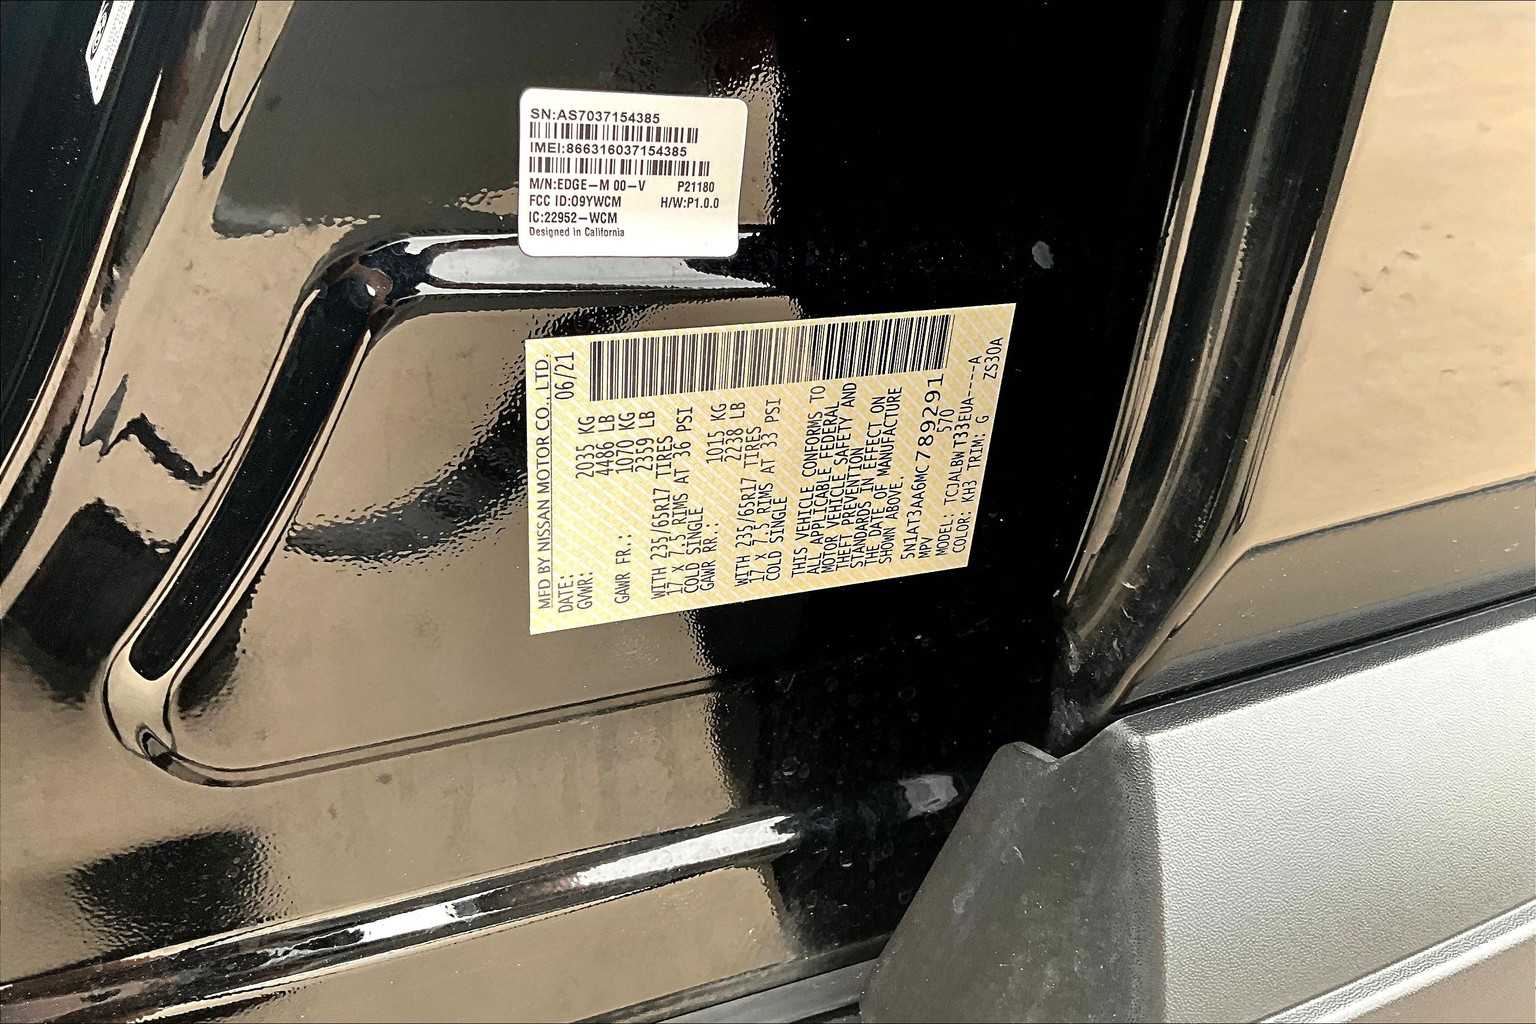 SN:AS7037154385
IMEI:866316037154385
M/N:EDGE-M 00-V P21180
FCC ID:O9YWCM H/W:P1.0.0
IC:22952-WCM
Designed in California
MFD BY NISSAN MOTOR CO., LTD.
DATE: 06/21
GVWR: 2035 KG
4486 LB
GAWR FR.: 1070 KG
2359 LB
WITH 235/65R17 TIRES
17 X 7.5 RIMS AT 36 PSI
COLD SINGLE
GAWR RR.: 1015 KG
2238 LB
WITH 235/65R17 TIRES
17 X 7.5 RIMS AT 33 PSI
COLD SINGLE
THIS VEHICLE CONFORMS TO
ALL APPLICABLE FEDERAL
MOTOR VEHICLE SAFETY AND
THEFT PREVENTION
STANDARDS IN EFFECT ON
THE DATE OF MANUFACTURE
SHOWN ABOVE.
5N1AT3AA6MC789291
MPV 570
MODEL: TCJALBW T33EUA----A
COLOR: KH3 TRIM: G ZS30A